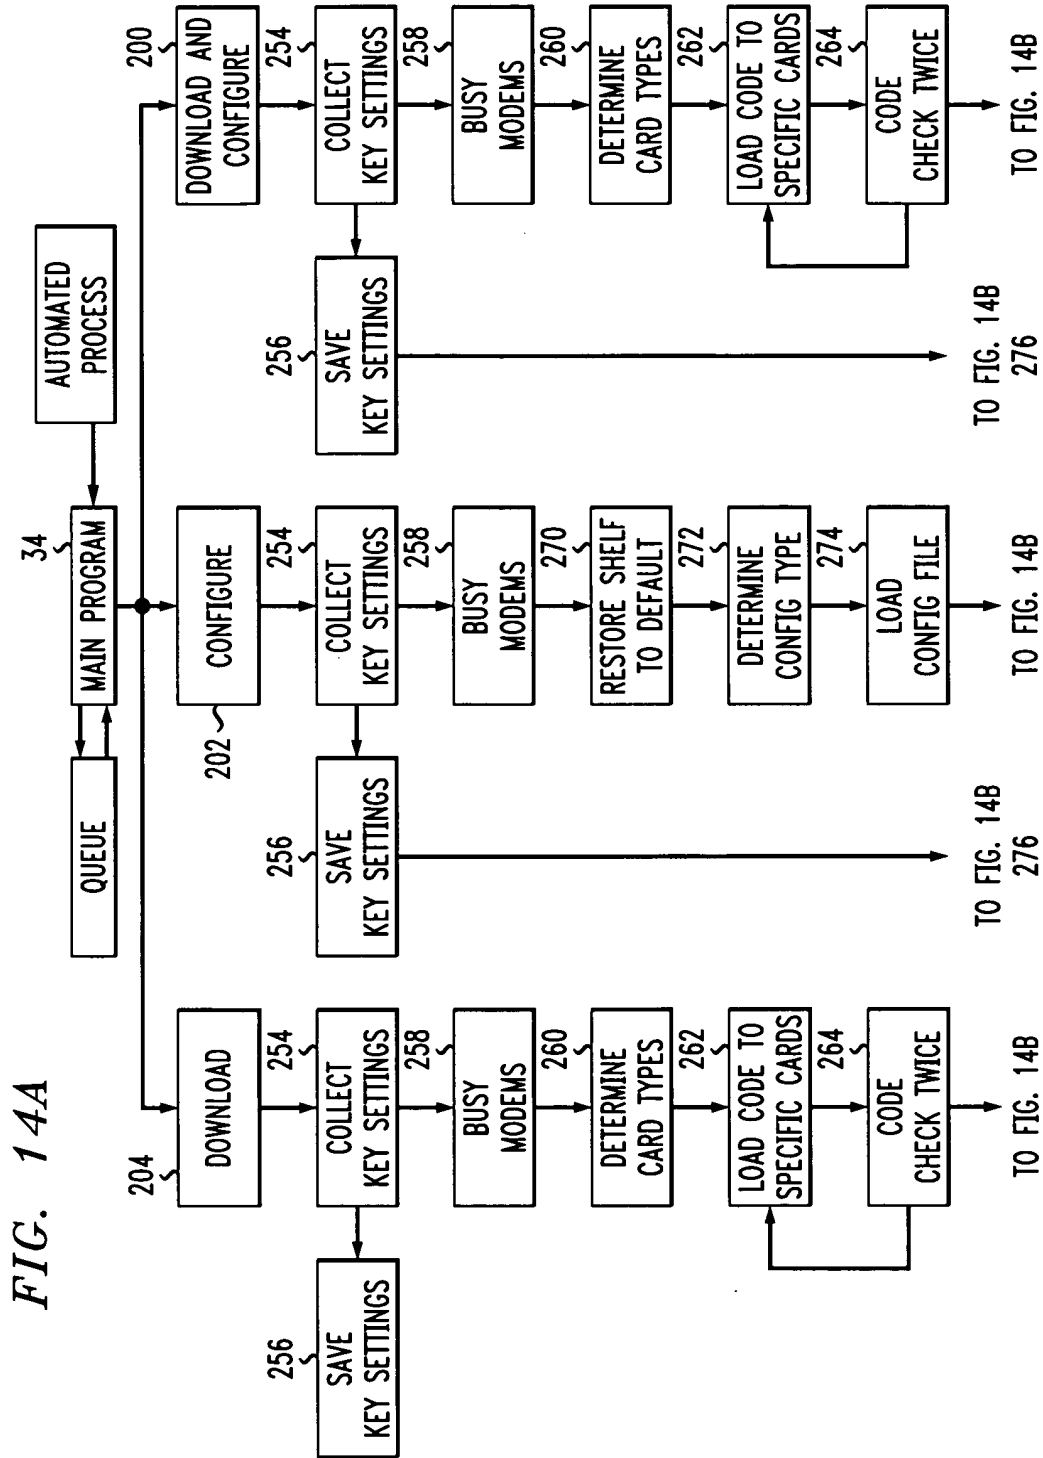 FIG. 14A
QUEUE
34
MAIN PROGRAM
AUTOMATED
PROCESS
204
DOWNLOAD
254
COLLECT
KEY SETTINGS
256
SAVE
KEY SETTINGS
258
BUSY
MODEMS
260
DETERMINE
CARD TYPES
262
LOAD CODE TO
SPECIFIC CARDS
264
CODE
CHECK TWICE
TO FIG. 14B
202
CONFIGURE
254
COLLECT
KEY SETTINGS
256
SAVE
KEY SETTINGS
TO FIG. 14B
276
258
BUSY
MODEMS
270
RESTORE SHELF
TO DEFAULT
272
DETERMINE
CONFIG TYPE
274
LOAD
CONFIG FILE
TO FIG. 14B
200
DOWNLOAD AND
CONFIGURE
254
COLLECT
KEY SETTINGS
256
SAVE
KEY SETTINGS
TO FIG. 14B
276
258
BUSY
MODEMS
260
DETERMINE
CARD TYPES
262
LOAD CODE TO
SPECIFIC CARDS
264
CODE
CHECK TWICE
TO FIG. 14B